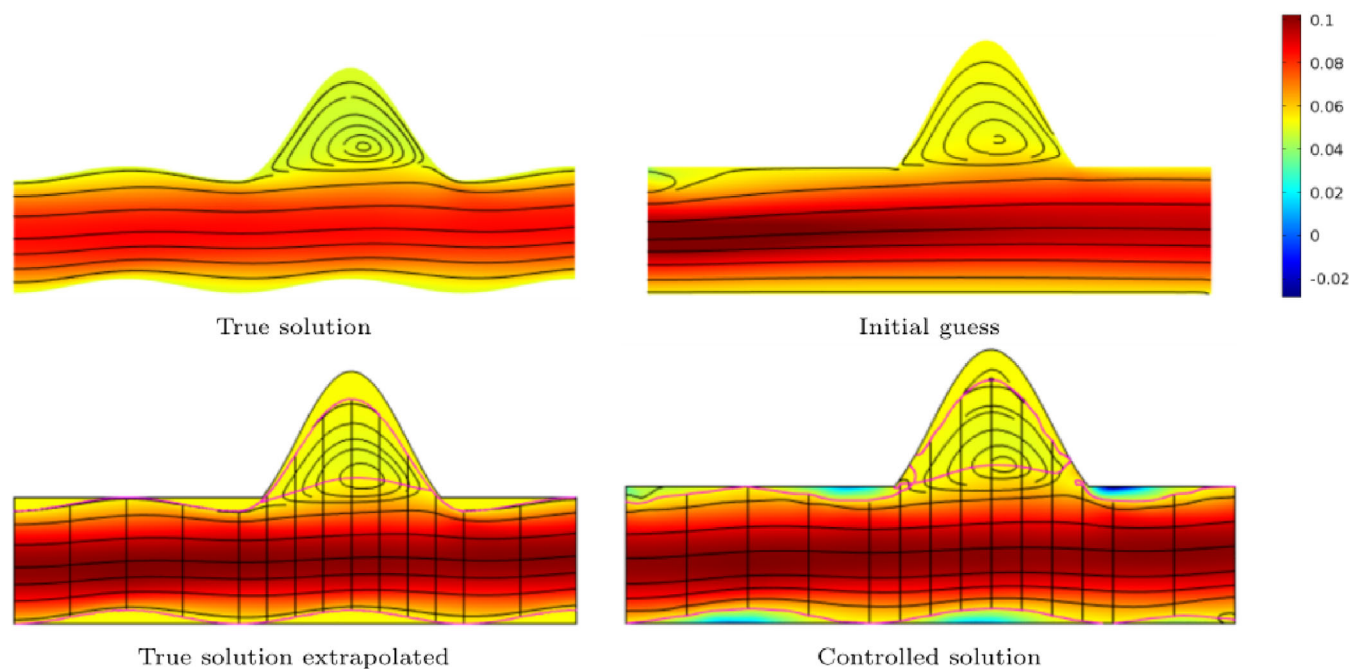 0.1
0.08
0.06
0.04
0.02
0
-0.02
True solution
Initial guess
True solution extrapolated
Controlled solution